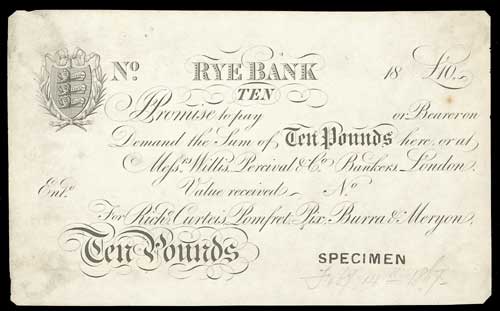 No. RYE BANK 18 £10.
TEN
I Promise to pay or Bearer on
Demand the Sum of Ten Pounds here, or at
Messrs. Willis, Percival & Co. Bankers, London.
Value received No.
Entd.
For Richd. Curteis, Pomfret, Pix, Burra & Meryon.
Ten Pounds
SPECIMEN
14th 1867